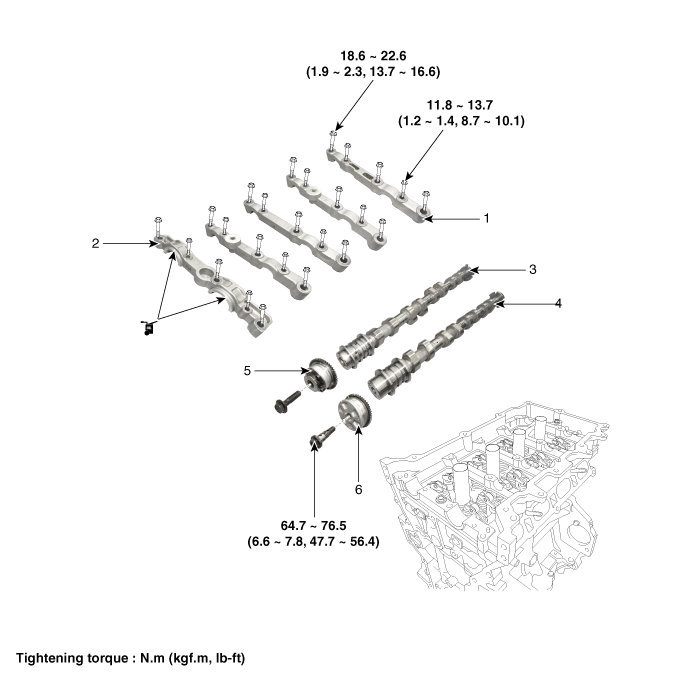 18.6 ~ 22.6
(1.9 ~ 2.3, 13.7 ~ 16.6)
11.8 ~ 13.7
(1.2 ~ 1.4, 8.7 ~ 10.1)
1
2
3
4
5
6
64.7 ~ 76.5
(6.6 ~ 7.8, 47.7 ~ 56.4)
Tightening torque : N.m (kgf.m, lb-ft)